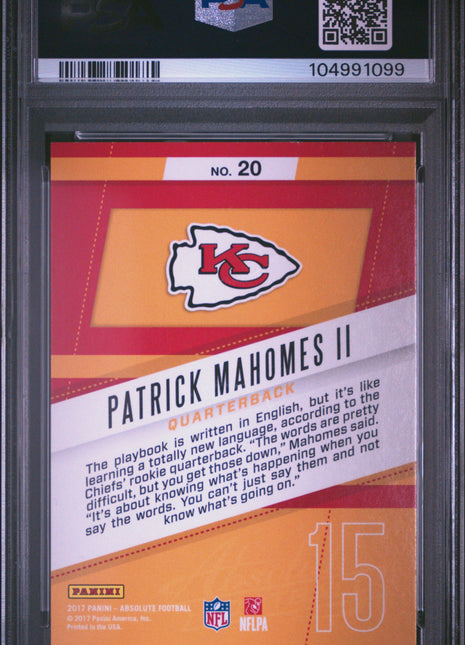 PSA
104991099
NO. 20
KC
PATRICK MAHOMES II
QUARTERBACK
The playbook is written in English, but it's like
learning a totally new language, according to the
Chiefs' rookie quarterback. "The words are pretty
difficult, but you get those down," Mahomes said.
"It's about knowing what's happening when you
say the words. You can't just say them and not
know what's going on."
15
PANINI
2017 PANINI – ABSOLUTE FOOTBALL
© 2017 Panini America, Inc.
Printed in the USA.
NFL
NFLPA